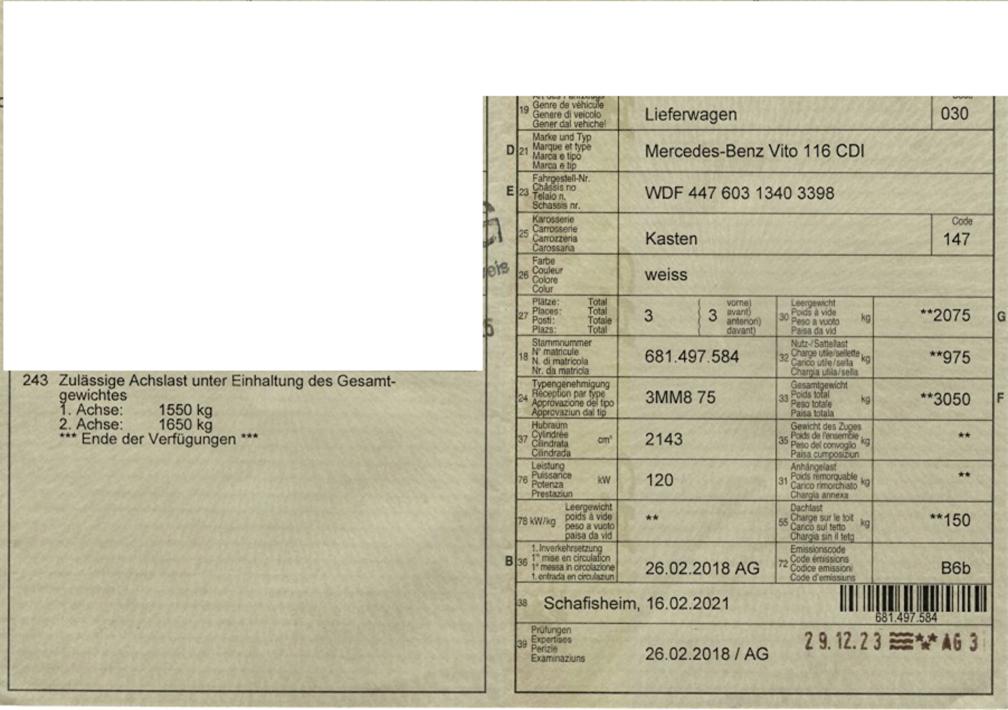 19 Genre de véhicule
Genere di veicolo
Gener dal vehichel
Lieferwagen
030
D 21 Marke und Typ
Marque et type
Marca e tipo
Marca e tip
Mercedes-Benz Vito 116 CDI
E 23 Fahrgestell-Nr.
Châssis no
Telaio n.
Schassis nr.
WDF 447 603 1340 3398
25 Karosserie
Carrosserie
Carrozzeria
Carossaria
Kasten
Code
147
26 Farbe
Couleur
Colore
Colur
weiss
27 Plätze: Total
Places: Total
Posti: Totale
Plazs: Total
3
( 3 vorne)
avant)
anteriori)
davant)
30 Leergewicht
Poids à vide
Peso a vuoto
Paisa da vid
kg
**2075
G
18 Stammnummer
N° matricule
N. di matricola
Nr. da matricla
681.497.584
32 Nutz-/Sattellast
Charge utile/sellette
Carico utile/sella
Chargia utila/sella
kg
**975
24 Typengenehmigung
Réception par type
Approvazione del tipo
Approvaziun dal tip
3MM8 75
33 Gesamtgewicht
Poids total
Peso totale
Paisa totala
kg
**3050
F
37 Hubraum
Cylindrée
Cilindrata
Cilindrada
cm³
2143
35 Gewicht des Zuges
Poids de l'ensemble
Peso del convoglio
Paisa cumposiziun
kg
**
76 Leistung
Puissance
Potenza
Prestaziun
kW
120
31 Anhängelast
Poids remorquable
Carico rimorchiato
Chargia annexa
kg
**
78 kW/kg
Leergewicht
poids à vide
peso a vuoto
paisa da vid
**
55 Dachlast
Charge sur le toit
Carico sul tetto
Chargia sin il tetg
kg
**150
B 36 1. Inverkehrsetzung
1re mise en circulation
1a messa in circolazione
1. entrada en circulaziun
26.02.2018 AG
72 Emissionscode
Code émissions
Codice emissioni
Code d'emissiuns
B6b
38 Schafisheim, 16.02.2021
681.497.584
39 Prüfungen
Expertises
Perizie
Examinaziuns
26.02.2018 / AG
29.12.23 ** AG 3
243 Zulässige Achslast unter Einhaltung des Gesamt-
gewichtes
1. Achse: 1550 kg
2. Achse: 1650 kg
*** Ende der Verfügungen ***